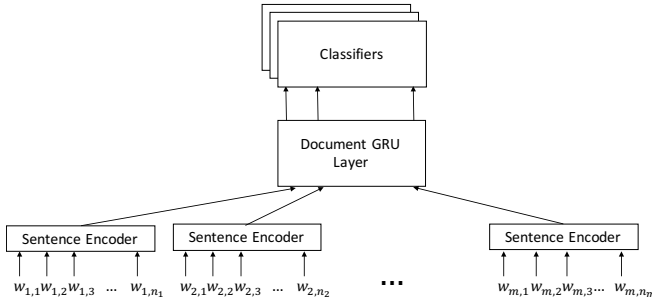 Classifiers
Document GRU
Layer
Sentence Encoder Sentence Encoder Sentence Encoder
w₁,₁ w₁,₂ w₁,₃ ... w₁,ₙ₁ w₂,₁ w₂,₂ w₂,₃ ... w₂,ₙ₂ ... wₘ,₁ wₘ,₂ wₘ,₃ ... wₘ,ₙₘ